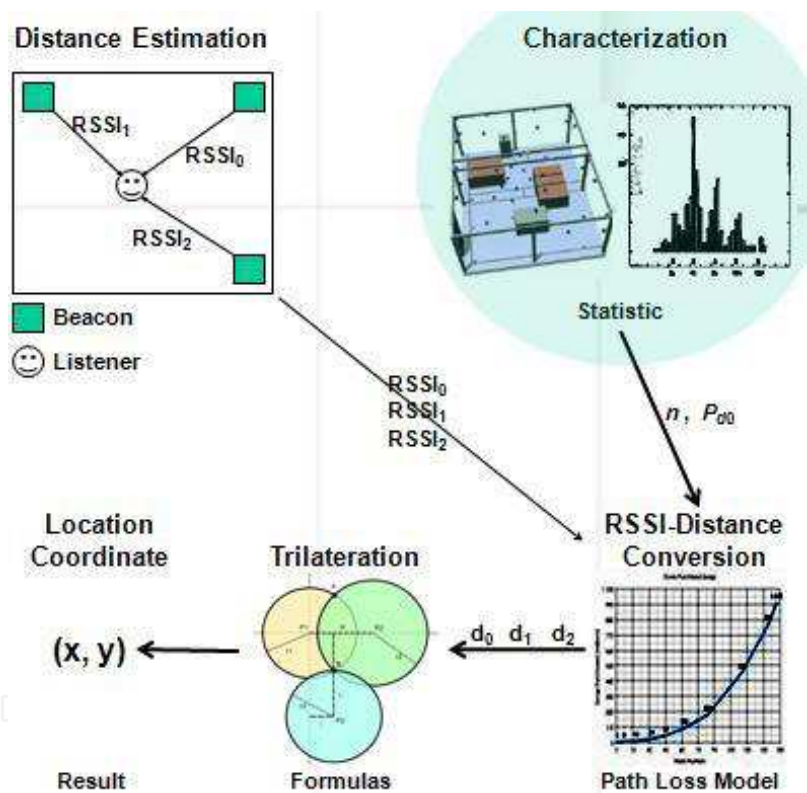 Distance Estimation
Characterization
RSSI₁
RSSI₀
RSSI₂
Beacon
Listener
Statistic
RSSI₀
RSSI₁
RSSI₂
n , P_d0
Location
Coordinate
Trilateration
RSSI-Distance
Conversion
d₀ d₁ d₂
(x, y)
Result
Formulas
Path Loss Model